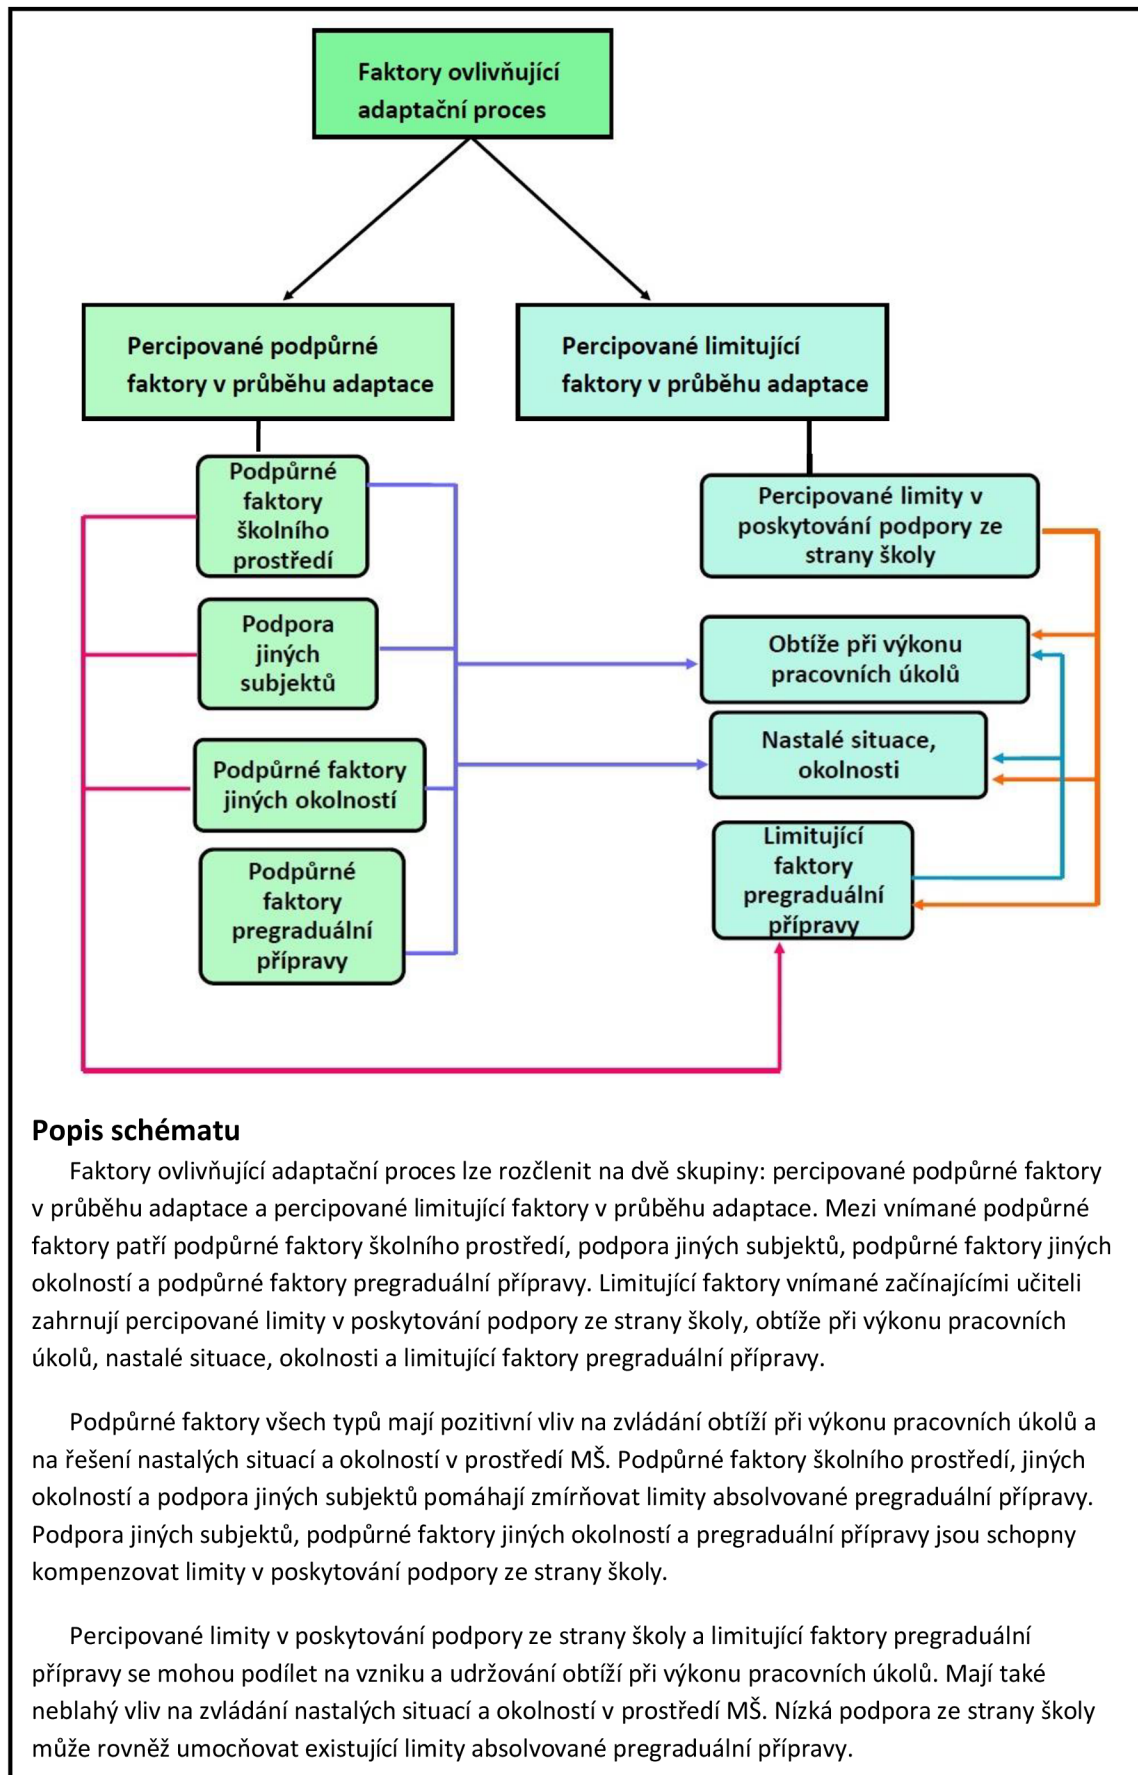 Faktory ovlivňující
adaptační proces
Percipované podpůrné
faktory v průběhu adaptace
Percipované limitující
faktory v průběhu adaptace
Podpůrné
faktory
školního
prostředí
Podpora
jiných
subjektů
Podpůrné faktory
jiných okolností
Podpůrné
faktory
pregraduální
přípravy
Percipované limity v
poskytování podpory ze
strany školy
Obtíže při výkonu
pracovních úkolů
Nastalé situace,
okolnosti
Limitující
faktory
pregraduální
přípravy
Popis schématu
Faktory ovlivňující adaptační proces lze rozčlenit na dvě skupiny: percipované podpůrné faktory
v průběhu adaptace a percipované limitující faktory v průběhu adaptace. Mezi vnímané podpůrné
faktory patří podpůrné faktory školního prostředí, podpora jiných subjektů, podpůrné faktory jiných
okolností a podpůrné faktory pregraduální přípravy. Limitující faktory vnímané začínajícími učiteli
zahrnují percipované limity v poskytování podpory ze strany školy, obtíže při výkonu pracovních
úkolů, nastalé situace, okolnosti a limitující faktory pregraduální přípravy.
Podpůrné faktory všech typů mají pozitivní vliv na zvládání obtíží při výkonu pracovních úkolů a
na řešení nastalých situací a okolností v prostředí MŠ. Podpůrné faktory školního prostředí, jiných
okolností a podpora jiných subjektů pomáhají zmírňovat limity absolvované pregraduální přípravy.
Podpora jiných subjektů, podpůrné faktory jiných okolností a pregraduální přípravy jsou schopny
kompenzovat limity v poskytování podpory ze strany školy.
Percipované limity v poskytování podpory ze strany školy a limitující faktory pregraduální
přípravy se mohou podílet na vzniku a udržování obtíží při výkonu pracovních úkolů. Mají také
neblahý vliv na zvládání nastalých situací a okolností v prostředí MŠ. Nízká podpora ze strany školy
může rovněž umocňovat existující limity absolvované pregraduální přípravy.